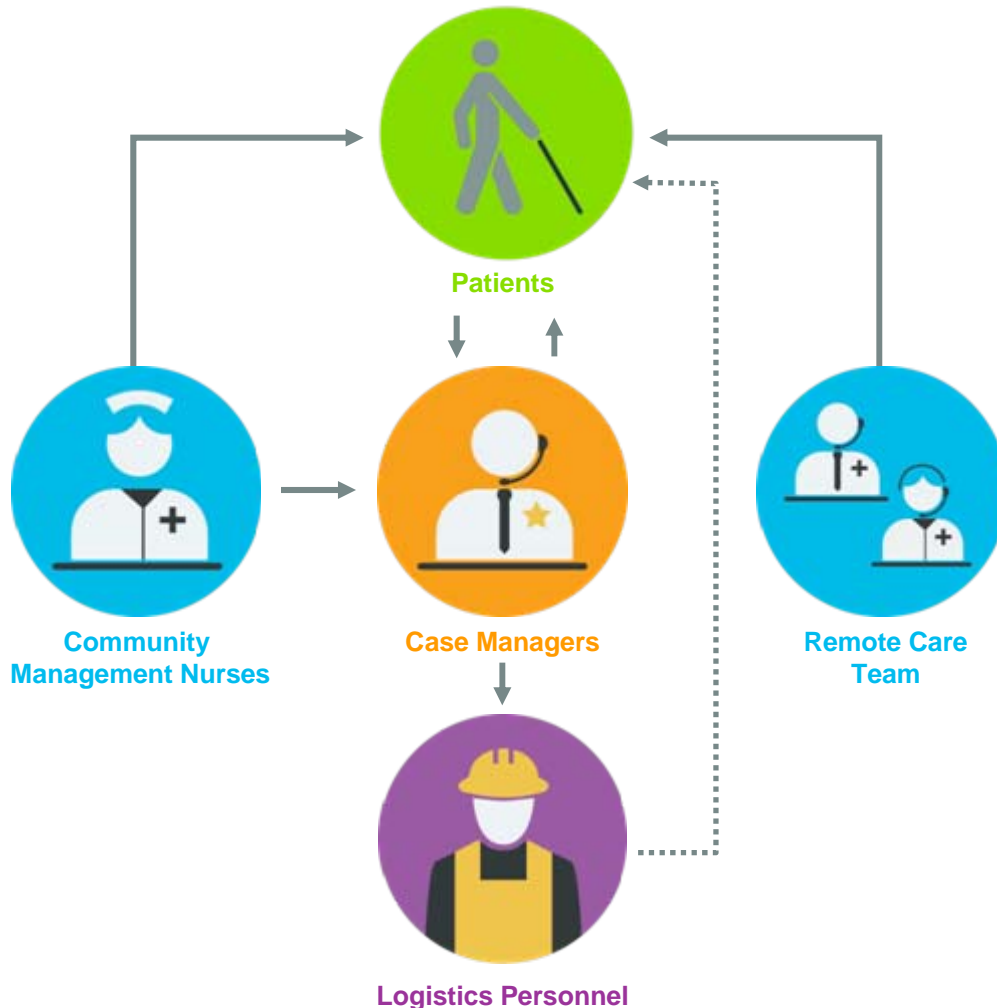 Patients
Community
Management Nurses
Case Managers
Remote Care
Team
Logistics Personnel